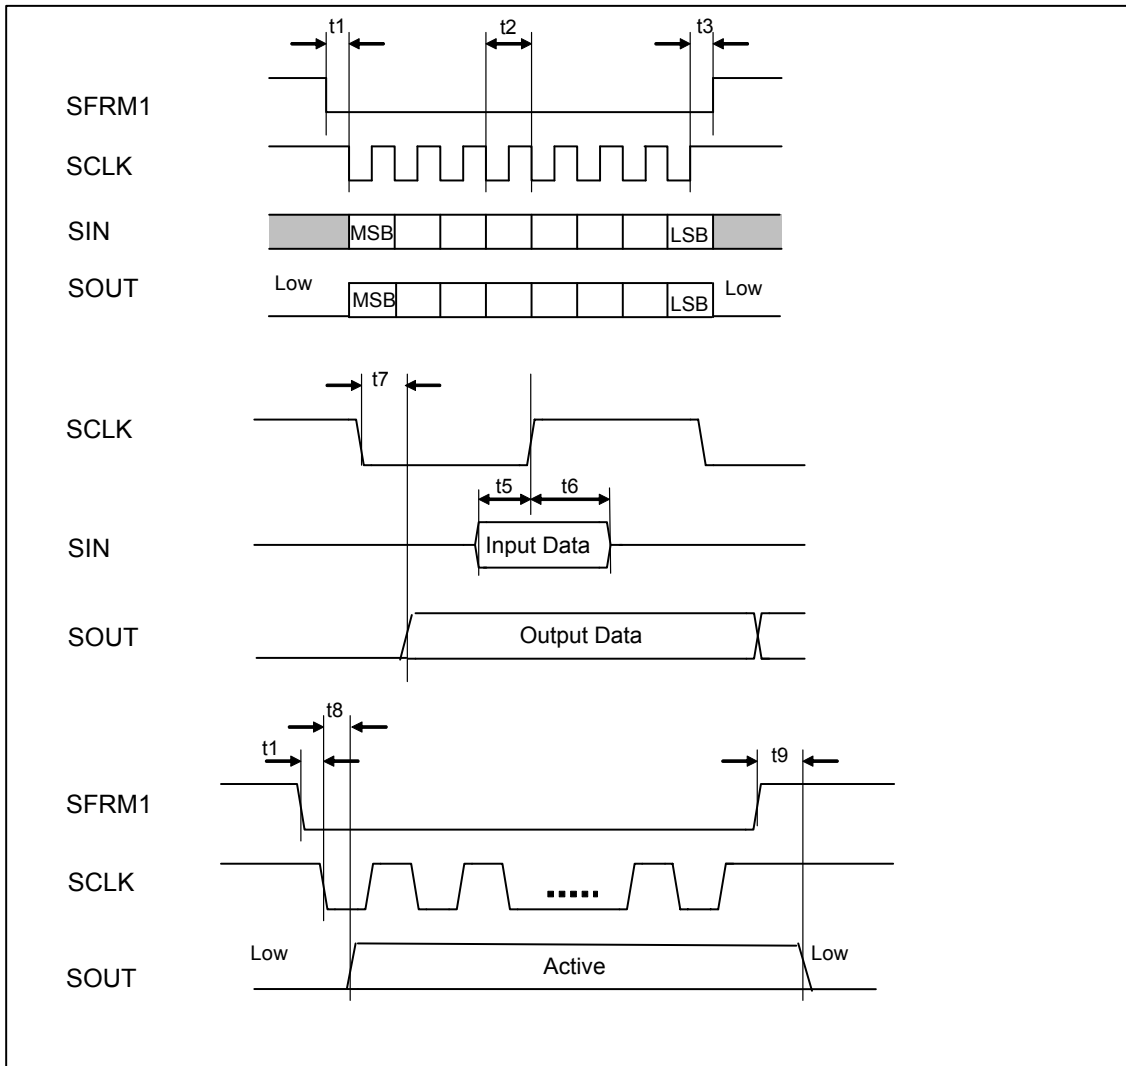 t1 t2 t3
SFRM1
SCLK
SIN MSB LSB
SOUT Low MSB LSB Low
t7
SCLK
t5 t6
SIN Input Data
SOUT Output Data
t8
t1 t9
SFRM1
SCLK
Low Low
SOUT Active